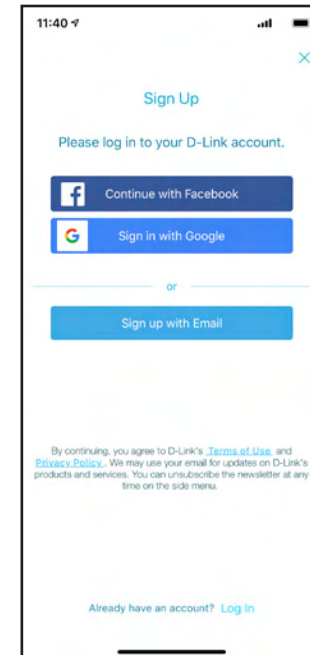 11:40
Sign Up
Please log in to your D-Link account.
Continue with Facebook
Sign in with Google
or
Sign up with Email
By continuing, you agree to D-Link's Terms of Use and
Privacy Policy. We may use your email for updates on D-Link's
products and services. You can unsubscribe the newsletter at any
time on the side menu.
Already have an account? Log In